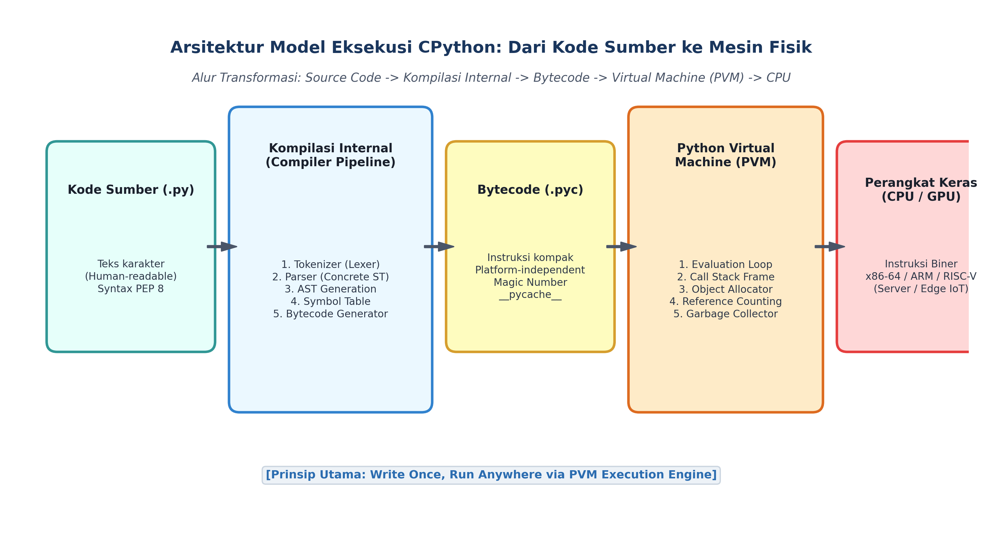 Arsitektur Model Eksekusi CPython: Dari Kode Sumber ke Mesin Fisik
Alur Transformasi: Source Code -> Kompilasi Internal -> Bytecode -> Virtual Machine (PVM) -> CPU
Kode Sumber (.py)
Teks karakter
(Human-readable)
Syntax PEP 8
Kompilasi Internal
(Compiler Pipeline)
1. Tokenizer (Lexer)
2. Parser (Concrete ST)
3. AST Generation
4. Symbol Table
5. Bytecode Generator
Bytecode (.pyc)
Instruksi kompak
Platform-independent
Magic Number
__pycache__
Python Virtual
Machine (PVM)
1. Evaluation Loop
2. Call Stack Frame
3. Object Allocator
4. Reference Counting
5. Garbage Collector
Perangkat Keras
(CPU / GPU)
Instruksi Biner
x86-64 / ARM / RISC-V
(Server / Edge IoT)
[Prinsip Utama: Write Once, Run Anywhere via PVM Execution Engine]